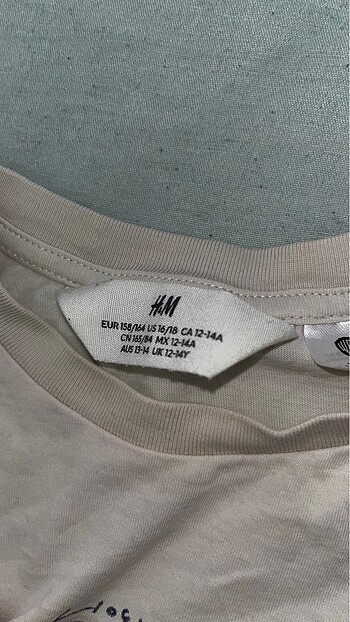 H&M
EUR 158/164 US 16/18 CA 12-14A
CN 165/84 MX 12-14A
AUS 13-14 UK 12-14Y